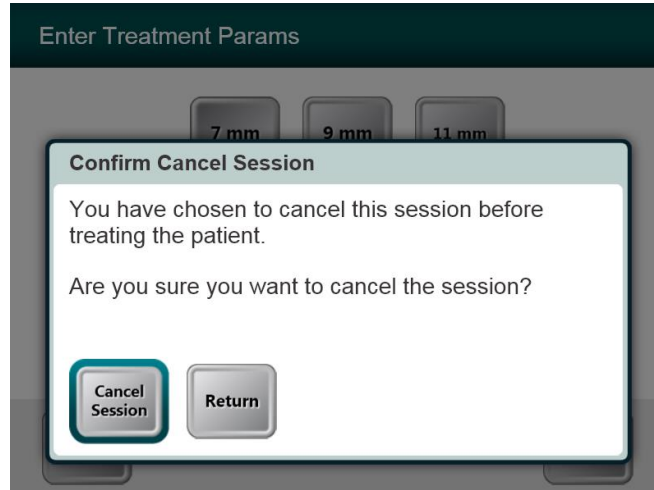 Enter Treatment Params
7 mm 9 mm 11 mm
Confirm Cancel Session
You have chosen to cancel this session before
treating the patient.
Are you sure you want to cancel the session?
Cancel
Session
Return